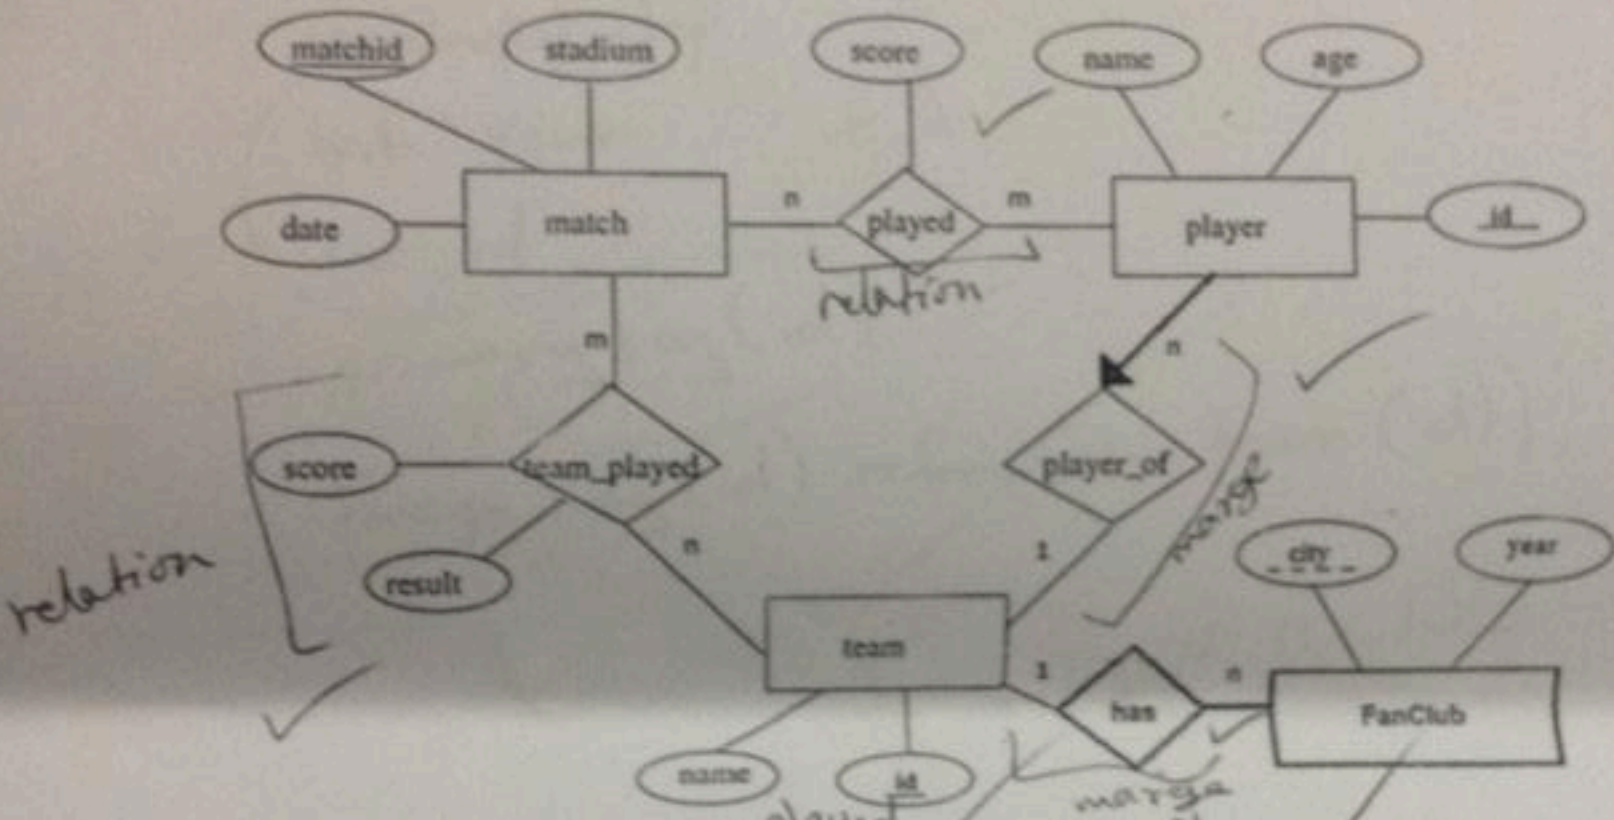 matchid
stadium
score
name
age
date
match
n
played
m
player
id
relation
m
n
score
team_played
player_of
marge
relation
result
n
1
city
year
team
1
has
n
FanClub
name
id
marge